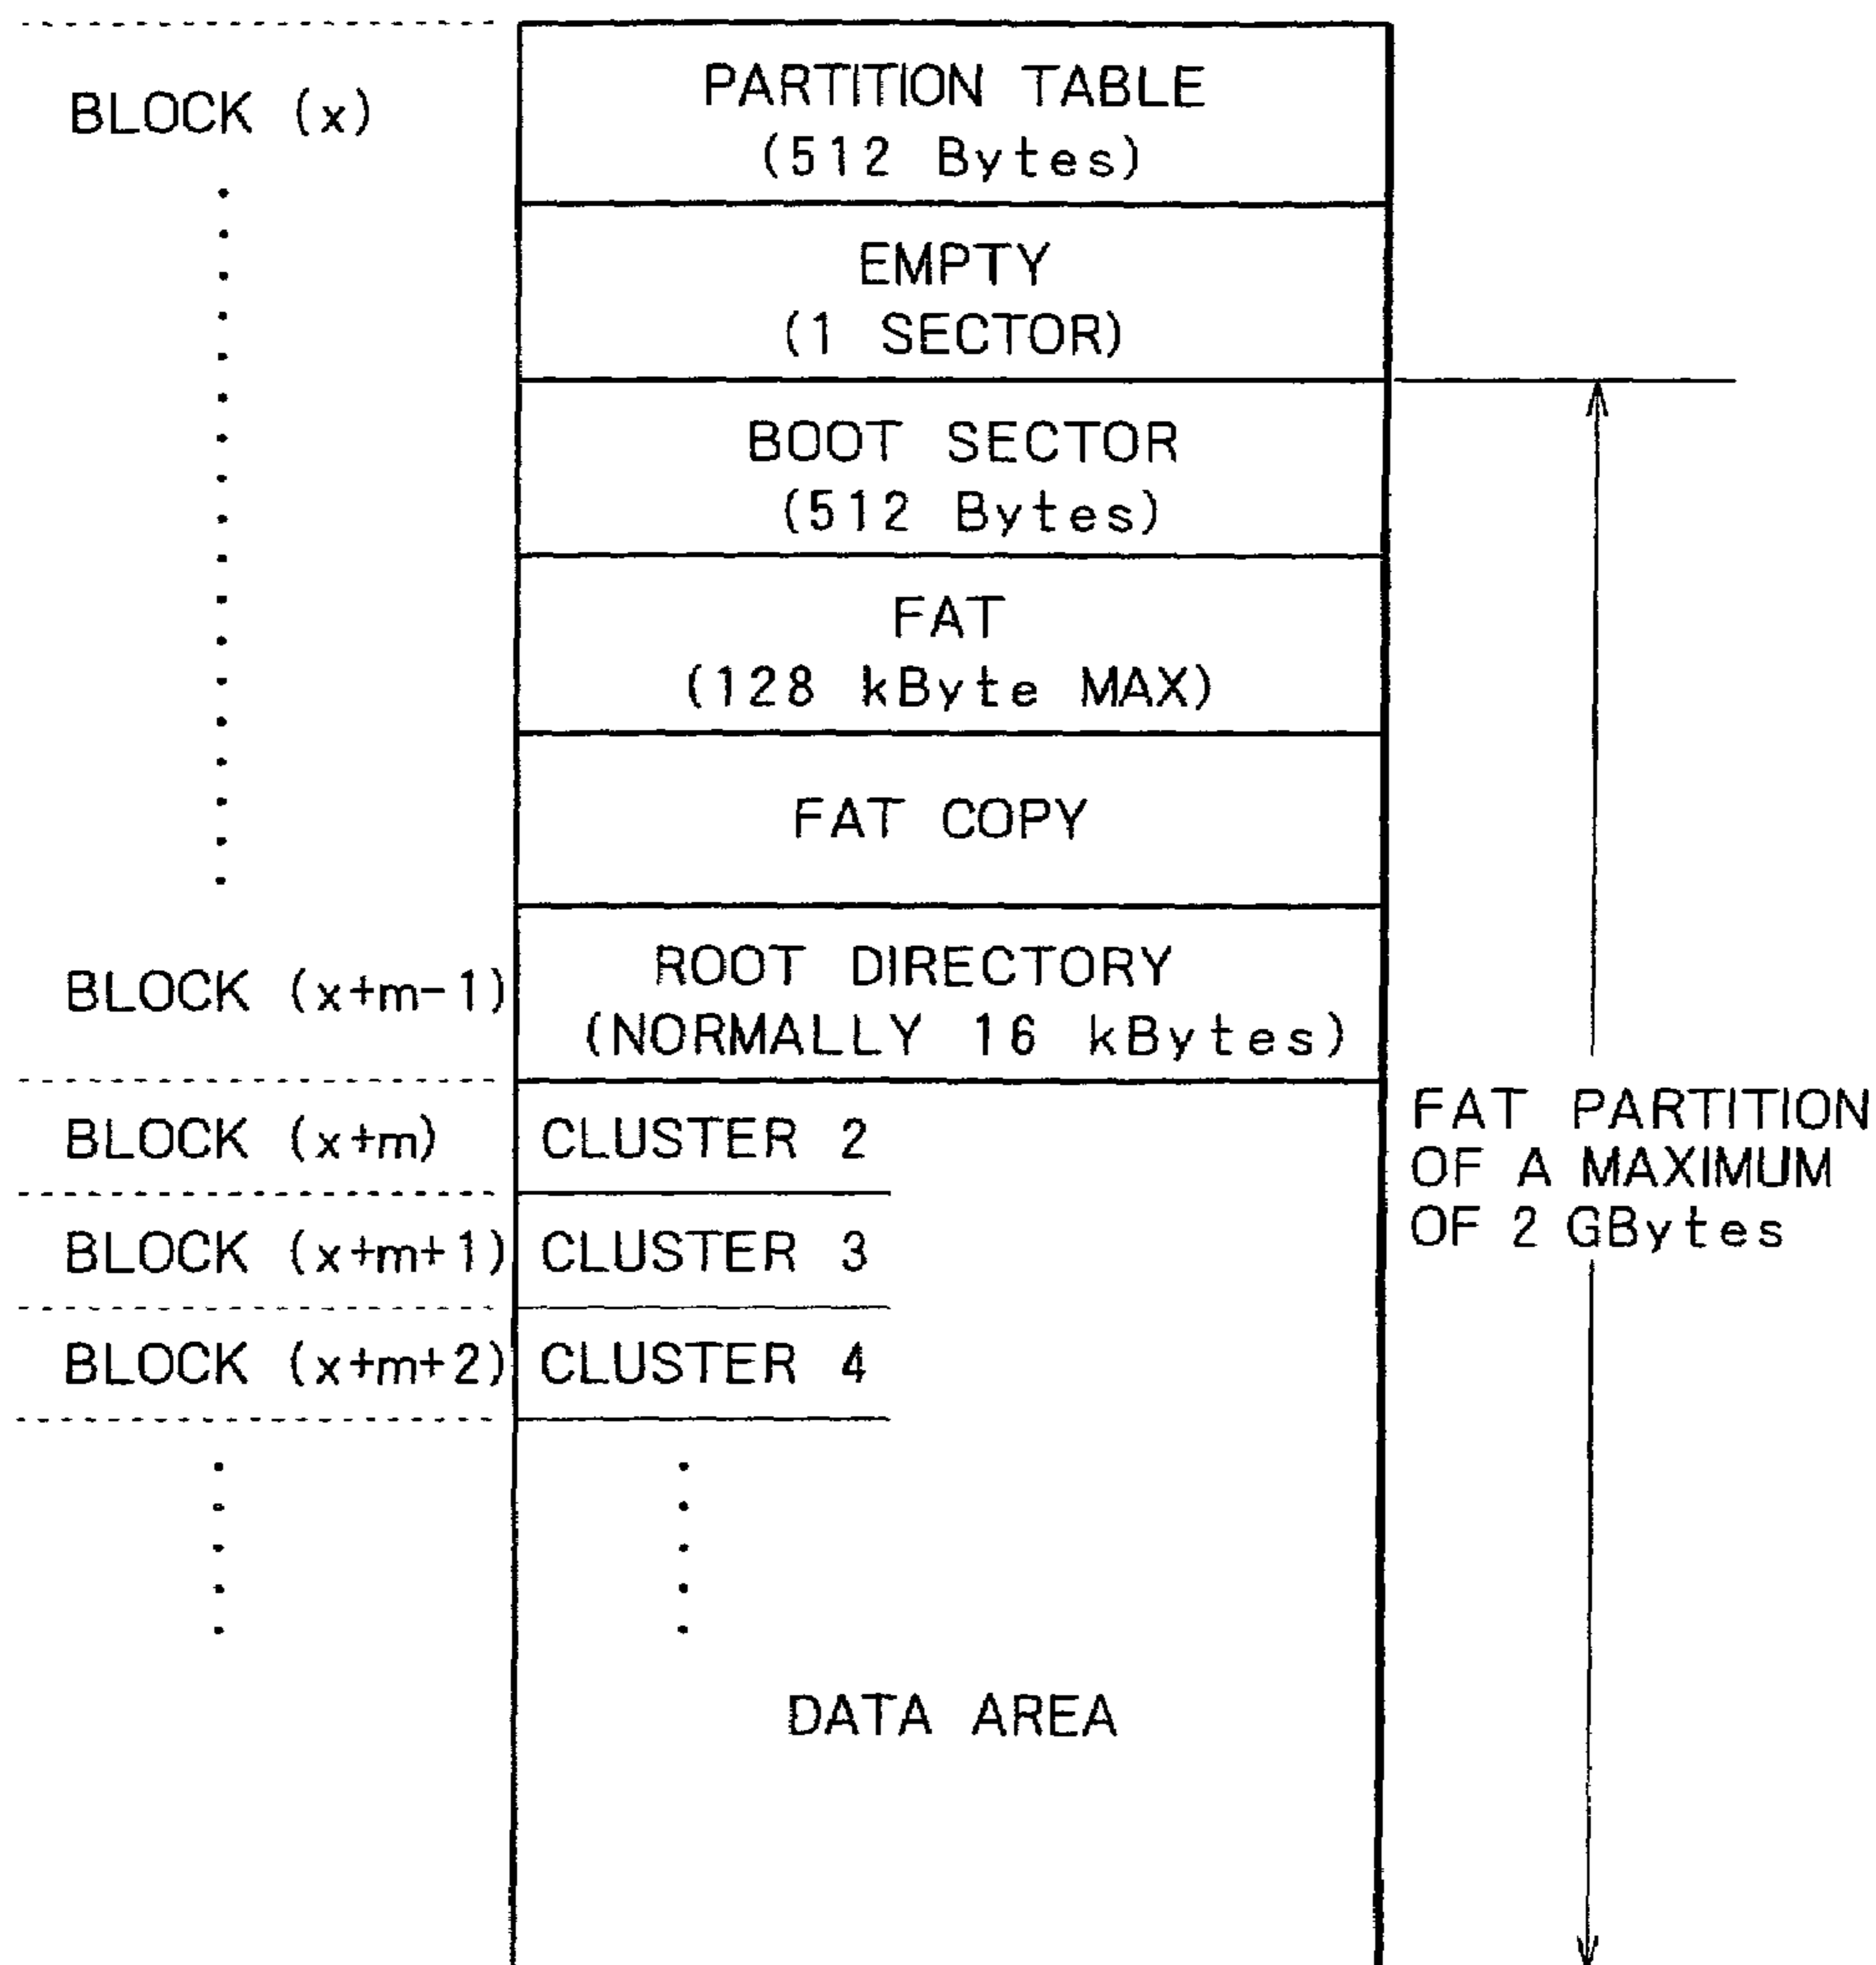 BLOCK (x)
PARTITION TABLE
(512 Bytes)
EMPTY
(1 SECTOR)
BOOT SECTOR
(512 Bytes)
FAT
(128 kByte MAX)
FAT COPY
BLOCK (x+m-1)
ROOT DIRECTORY
(NORMALLY 16 kBytes)
BLOCK (x+m) CLUSTER 2
BLOCK (x+m+1) CLUSTER 3
BLOCK (x+m+2) CLUSTER 4
FAT PARTITION
OF A MAXIMUM
OF 2 GBytes
DATA AREA